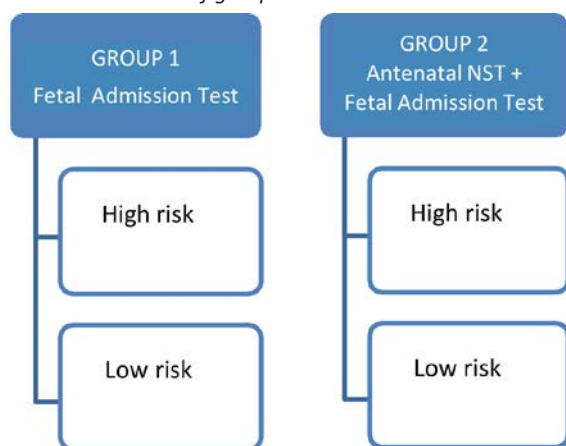 GROUP 1
Fetal Admission Test
High risk
Low risk
GROUP 2
Antenatal NST +
Fetal Admission Test
High risk
Low risk